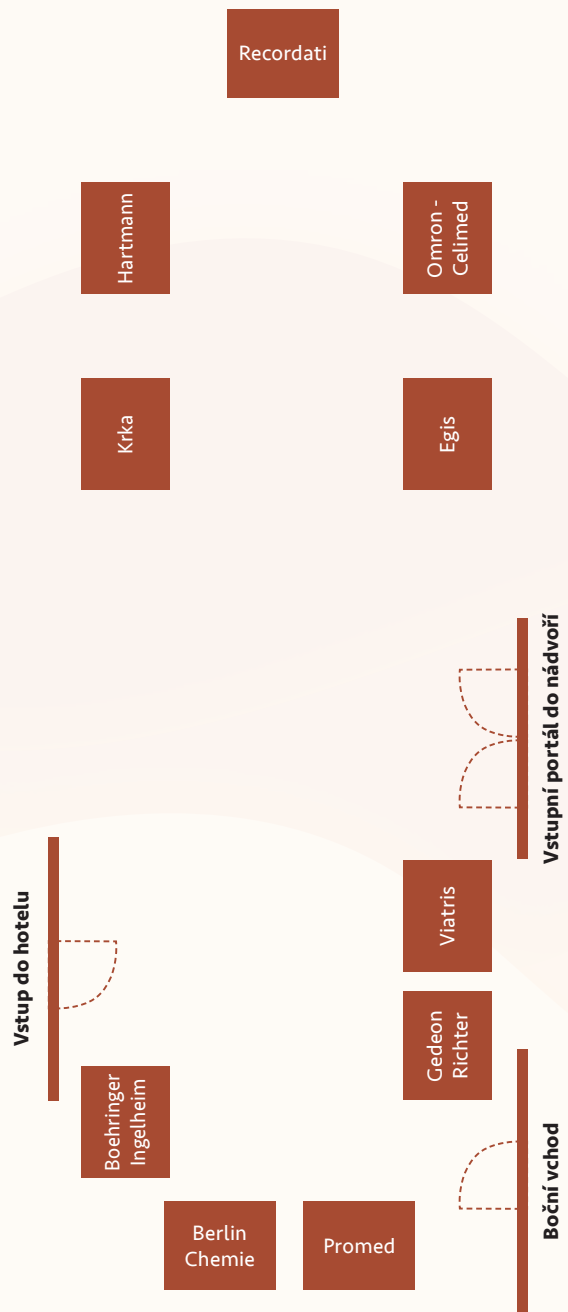 Recordati
Hartmann
Omron -
Celimed
Krka
Egis
Vstupní portál do nádvoří
Vstup do hotelu
Viatris
Gedeon
Richter
Boehringer
Ingelheim
Boční vchod
Berlin
Chemie
Promed